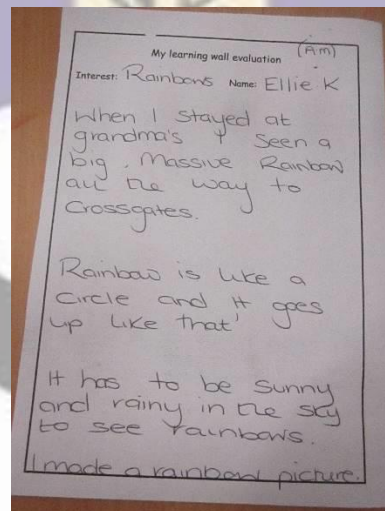 (Am)
My learning wall evaluation
Interest: Rainbows Name: Ellie K
When I stayed at
grandma's I seen a
big. Massive Rainbow
all the way to
Crossgates.
Rainbow is like a
circle and it goes
up like that'
It has to be sunny
and rainy in the sky
to see rainbows.
I made a rainbow picture.